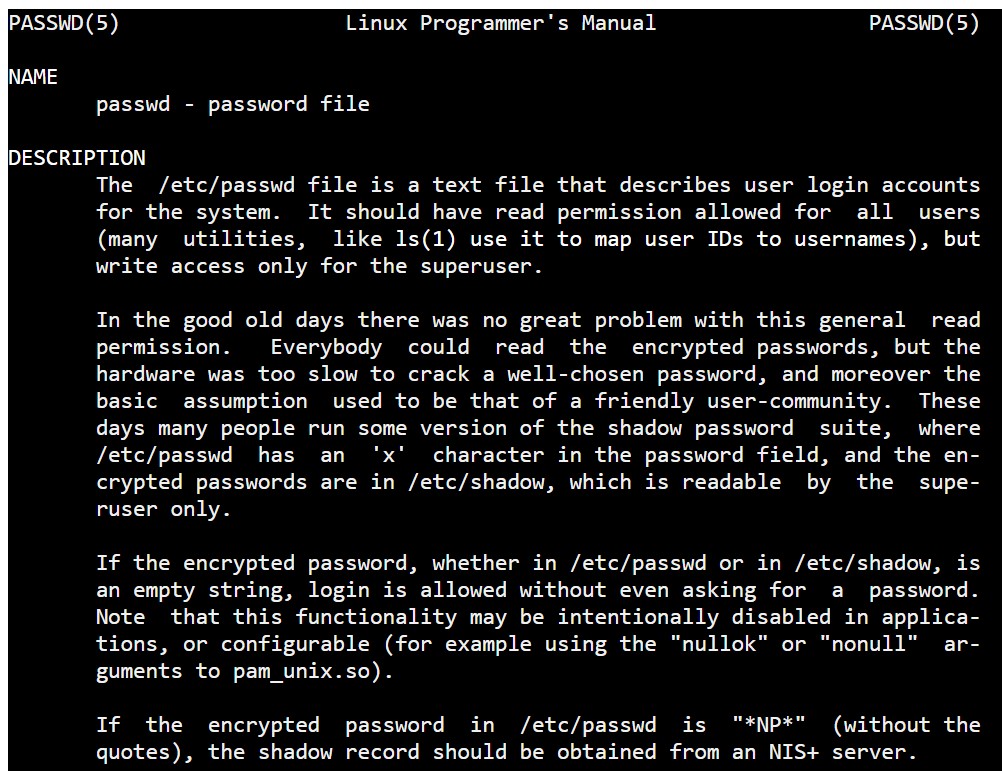 PASSWD(5) Linux Programmer's Manual PASSWD(5)
NAME
passwd - password file
DESCRIPTION
The /etc/passwd file is a text file that describes user login accounts
for the system. It should have read permission allowed for all users
(many utilities, like ls(1) use it to map user IDs to usernames), but
write access only for the superuser.
In the good old days there was no great problem with this general read
permission. Everybody could read the encrypted passwords, but the
hardware was too slow to crack a well-chosen password, and moreover the
basic assumption used to be that of a friendly user-community. These
days many people run some version of the shadow password suite, where
/etc/passwd has an 'x' character in the password field, and the en-
crypted passwords are in /etc/shadow, which is readable by the supe-
ruser only.
If the encrypted password, whether in /etc/passwd or in /etc/shadow, is
an empty string, login is allowed without even asking for a password.
Note that this functionality may be intentionally disabled in applica-
tions, or configurable (for example using the "nullok" or "nonull" ar-
guments to pam_unix.so).
If the encrypted password in /etc/passwd is "*NP*" (without the
quotes), the shadow record should be obtained from an NIS+ server.